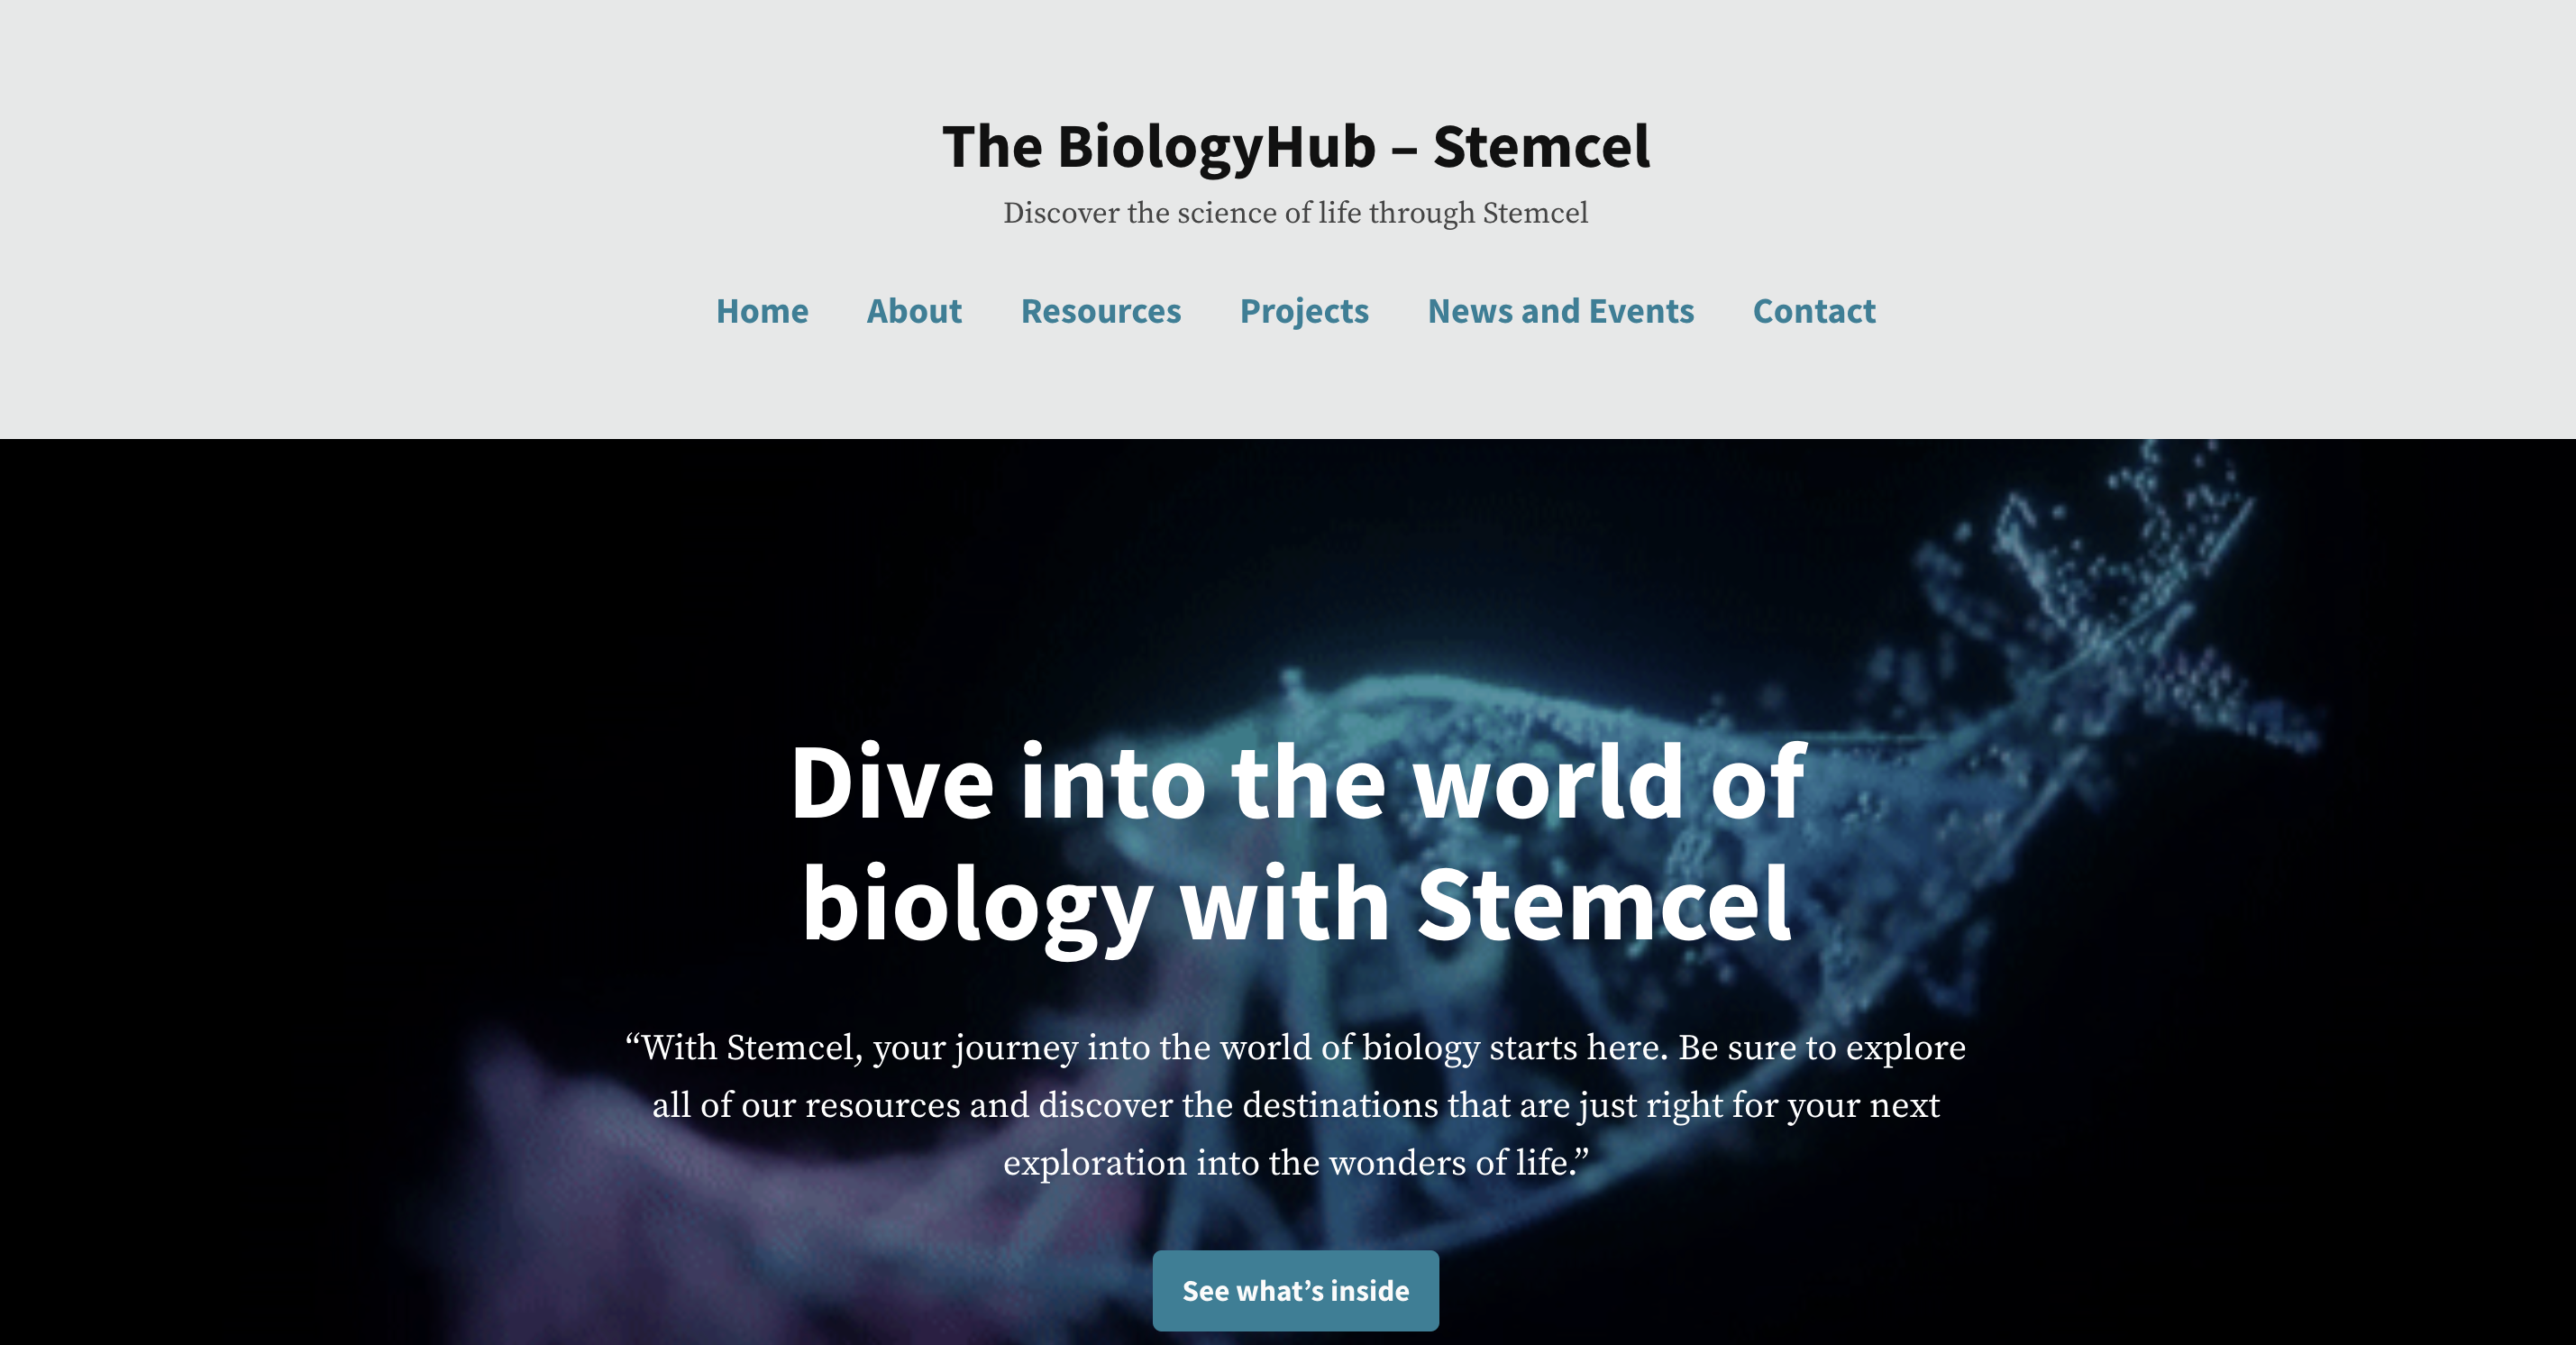 The BiologyHub – Stemcel
Discover the science of life through Stemcel
Home About Resources Projects News and Events Contact
Dive into the world of
biology with Stemcel
“With Stemcel, your journey into the world of biology starts here. Be sure to explore
all of our resources and discover the destinations that are just right for your next
exploration into the wonders of life.”
See what’s inside